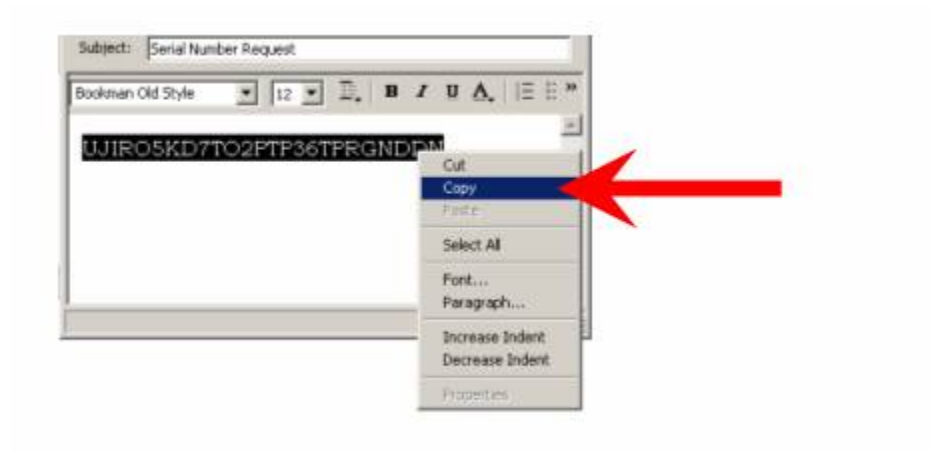 Subject: Serial Number Request
Bookman Old Style 12 B I U A »
UJIRO5KD7TO2PTP36TPRGNDDN
Cut
Copy
Paste
Select All
Font...
Paragraph...
Increase Indent
Decrease Indent
Properties